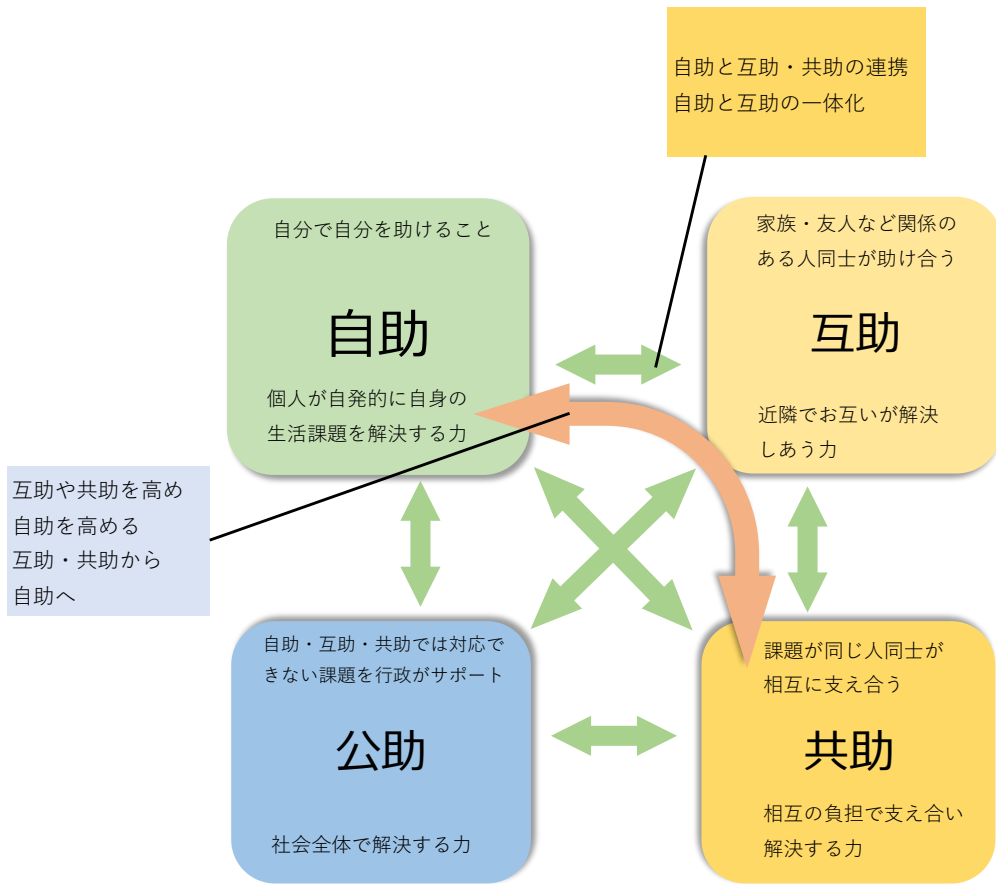 自助と互助・共助の連携
自助と互助の一体化
自分で自分を助けること
自助
個人が自発的に自身の
生活課題を解決する力
家族・友人など関係の
ある人同士が助け合う
互助
近隣でお互いが解決
しあう力
互助や共助を高め
自助を高める
互助・共助から
自助へ
自助・互助・共助では対応で
きない課題を行政がサポート
公助
社会全体で解決する力
課題が同じ人同士が
相互に支え合う
共助
相互の負担で支え合い
解決する力